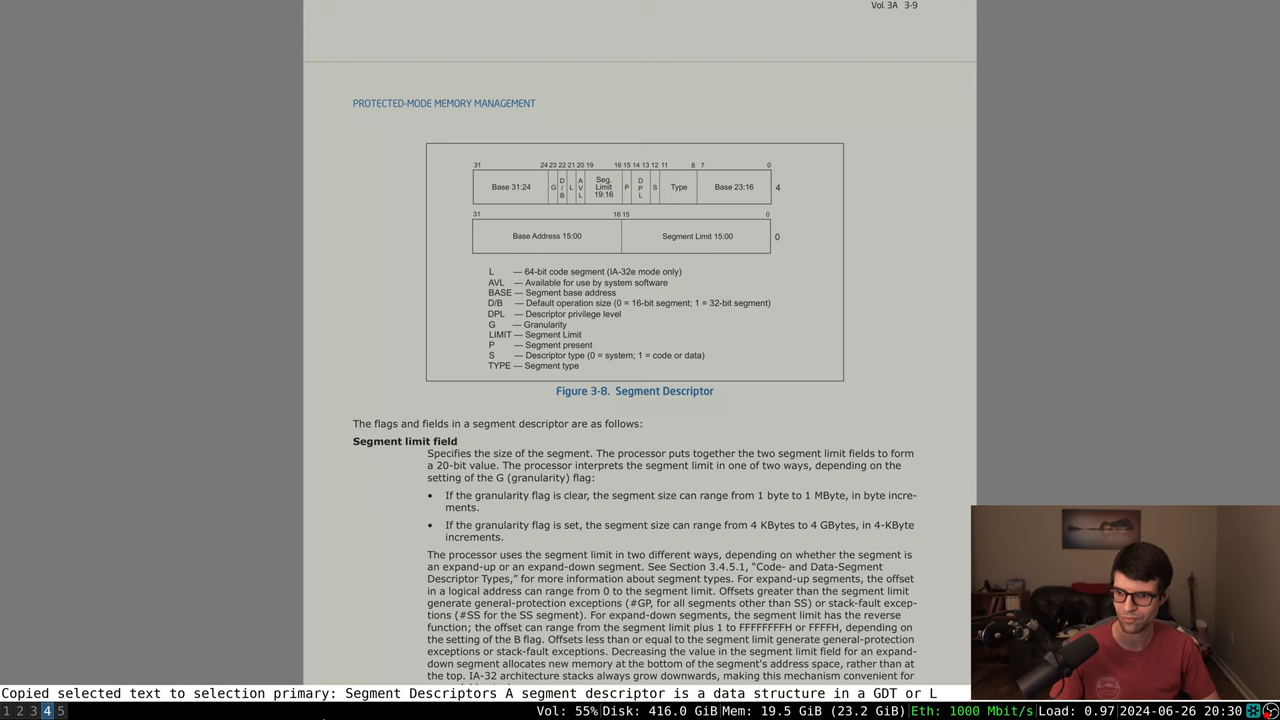 Vol. 3A 3-9
PROTECTED-MODE MEMORY MANAGEMENT
31 24 23 22 21 20 19 16 15 14 13 12 11 8 7 0
Base 31:24 G D/B L AVL Seg. Limit 19:16 P DPL S Type Base 23:16 4
31 16 15 0
Base Address 15:00 Segment Limit 15:00 0
L — 64-bit code segment (IA-32e mode only)
AVL — Available for use by system software
BASE — Segment base address
D/B — Default operation size (0 = 16-bit segment; 1 = 32-bit segment)
DPL — Descriptor privilege level
G — Granularity
LIMIT — Segment Limit
P — Segment present
S — Descriptor type (0 = system; 1 = code or data)
TYPE — Segment type
Figure 3-8. Segment Descriptor
The flags and fields in a segment descriptor are as follows:
Segment limit field
Specifies the size of the segment. The processor puts together the two segment limit fields to form
a 20-bit value. The processor interprets the segment limit in one of two ways, depending on the
setting of the G (granularity) flag:
• If the granularity flag is clear, the segment size can range from 1 byte to 1 MByte, in byte incre-
ments.
• If the granularity flag is set, the segment size can range from 4 KBytes to 4 GBytes, in 4-KByte
increments.
The processor uses the segment limit in two different ways, depending on whether the segment is
an expand-up or an expand-down segment. See Section 3.4.5.1, “Code- and Data-Segment
Descriptor Types,” for more information about segment types. For expand-up segments, the offset
in a logical address can range from 0 to the segment limit. Offsets greater than the segment limit
generate general-protection exceptions (#GP, for all segments other than SS) or stack-fault excep-
tions (#SS for the SS segment). For expand-down segments, the segment limit has the reverse
function; the offset can range from the segment limit plus 1 to FFFFFFFFH or FFFFH, depending on
the setting of the B flag. Offsets less than or equal to the segment limit generate general-protection
exceptions or stack-fault exceptions. Decreasing the value in the segment limit field for an expand-
down segment allocates new memory at the bottom of the segment's address space, rather than at
the top. IA-32 architecture stacks always grow downwards, making this mechanism convenient for
Copied selected text to selection primary: Segment Descriptors A segment descriptor is a data structure in a GDT or L
1 2 3 4 5 Vol: 55% Disk: 416.0 GiB Mem: 19.5 GiB (23.2 GiB) Eth: 1000 Mbit/s Load: 0.97 2024-06-26 20:30